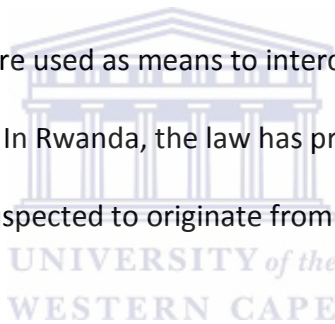 re used as means to interc
In Rwanda, the law has pr
spected to originate from
UNIVERSITY of the
WESTERN CAPE